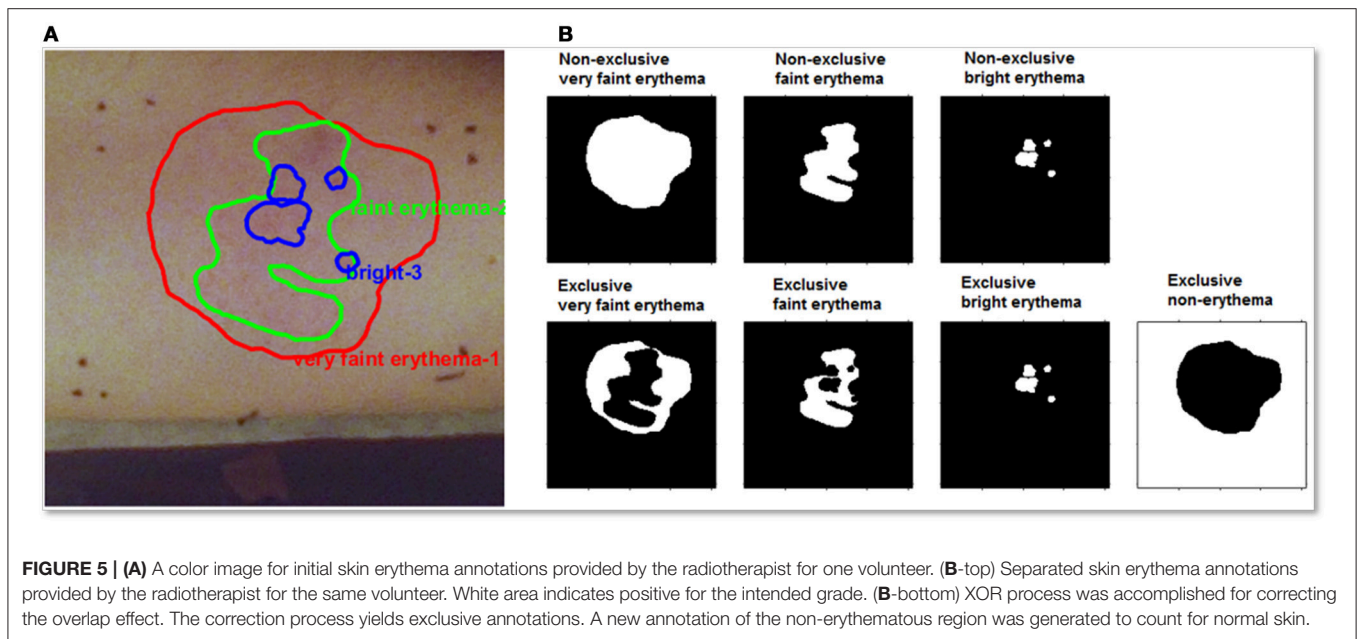 A
B
Non-exclusive
very faint erythema
Non-exclusive
faint erythema
Non-exclusive
bright erythema
faint erythema-2
bright-3
very faint erythema-1
Exclusive
very faint erythema
Exclusive
faint erythema
Exclusive
bright erythema
Exclusive
non-erythema
FIGURE 5 | (A) A color image for initial skin erythema annotations provided by the radiotherapist for one volunteer. (B-top) Separated skin erythema annotations
provided by the radiotherapist for the same volunteer. White area indicates positive for the intended grade. (B-bottom) XOR process was accomplished for correcting
the overlap effect. The correction process yields exclusive annotations. A new annotation of the non-erythematous region was generated to count for normal skin.